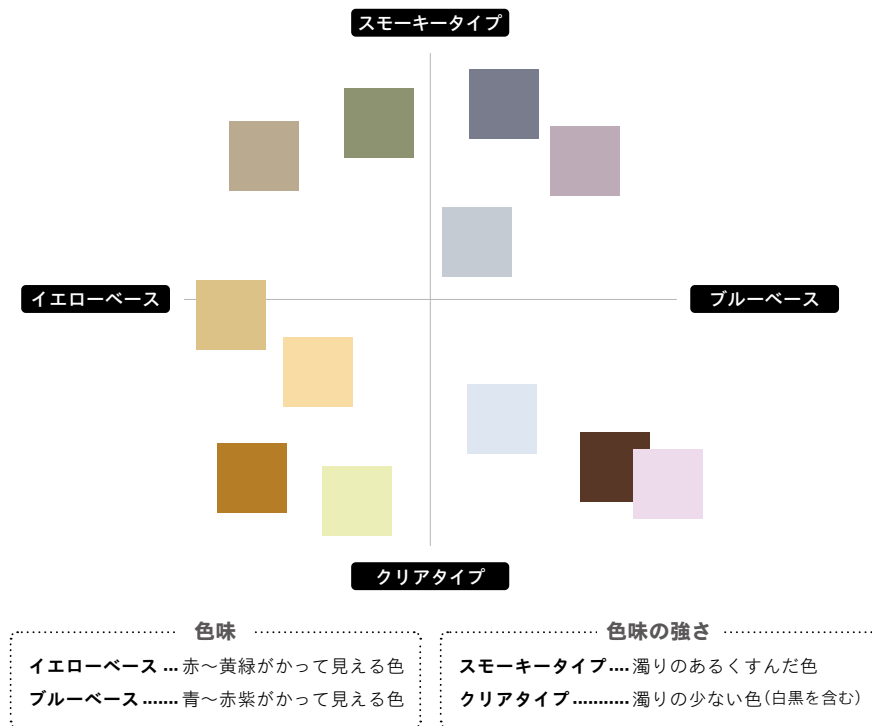 スモーキータイプ
イエローベース
ブルーベース
クリアタイプ
色味
イエローベース ... 赤〜黄緑がかって見える色
ブルーベース ....... 青〜赤紫がかって見える色
色味の強さ
スモーキータイプ .... 濁りのあるくすんだ色
クリアタイプ ........... 濁りの少ない色(白黒を含む)